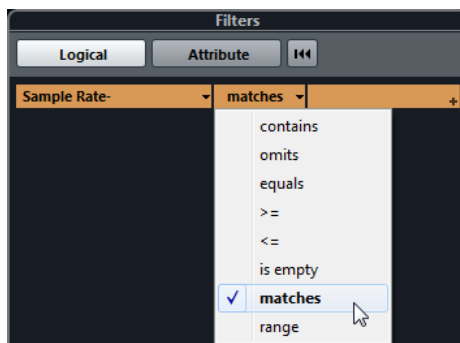 Filters
Logical Attribute
Sample Rate- matches +
contains
omits
equals
>=
<=
is empty
✓ matches
range